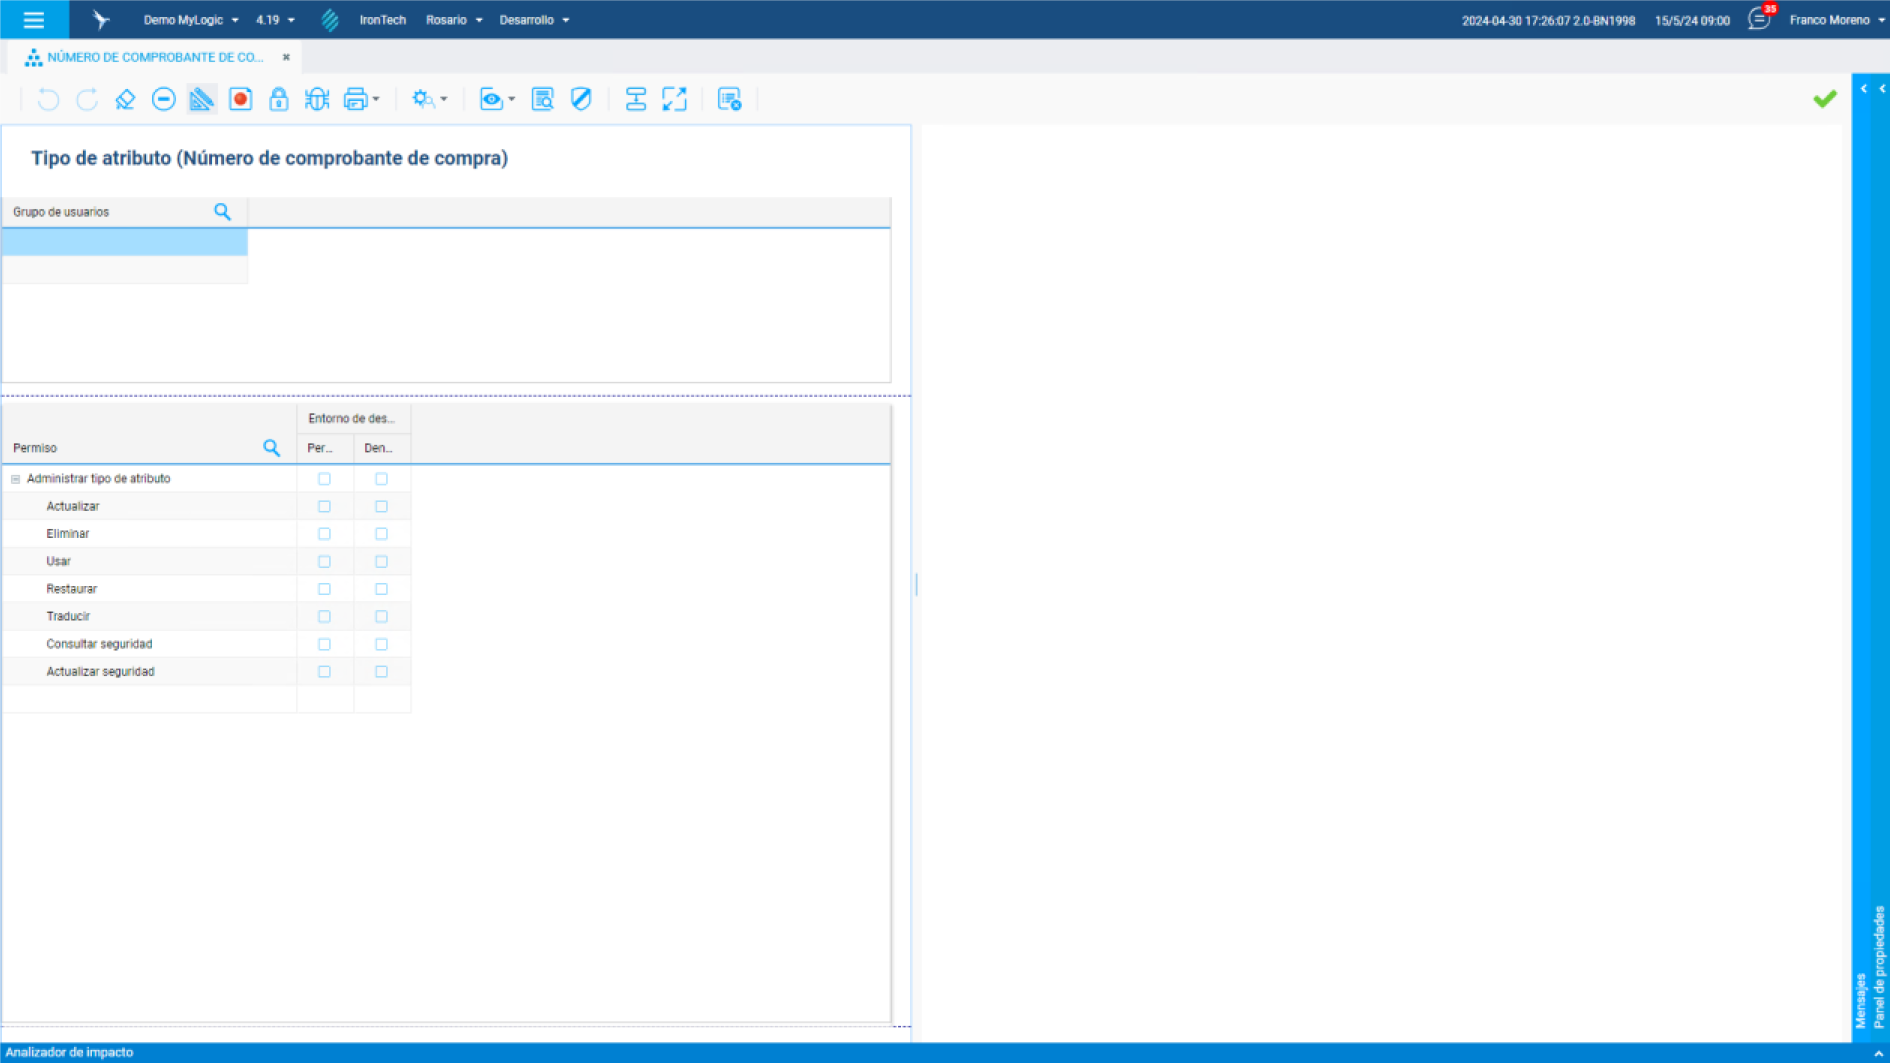 Demo MyLogic 4.19 IronTech Rosario Desarrollo 2024-04-30 17:26:07 2.0-BN1998 15/5/24 09:00 35 Franco Moreno
NÚMERO DE COMPROBANTE DE CO...
Tipo de atributo (Número de comprobante de compra)
Grupo de usuarios
Entorno de des...
Permiso Per... Den...
Administrar tipo de atributo
Actualizar
Eliminar
Usar
Restaurar
Traducir
Consultar seguridad
Actualizar seguridad
Mensajes
Panel de propiedades
Analizador de impacto